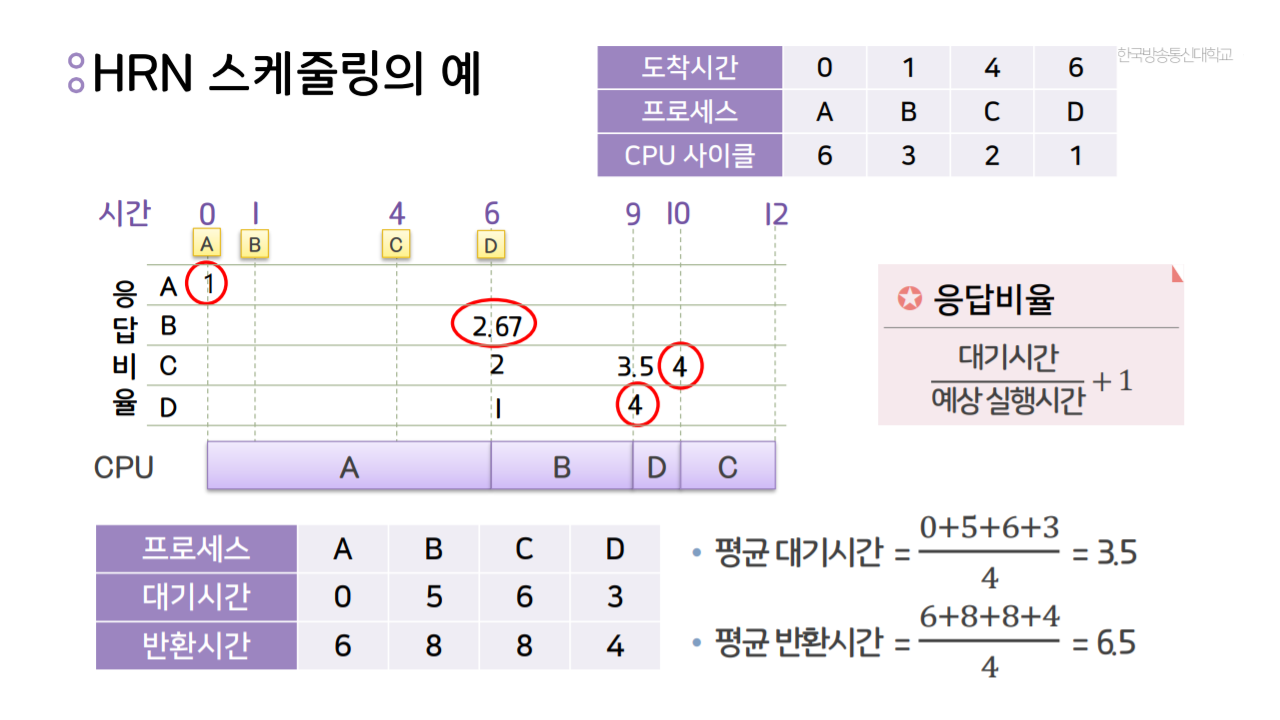 HRN 스케줄링의 예
한국방송통신대학교
도착시간 0 1 4 6
프로세스 A B C D
CPU 사이클 6 3 2 1
시간 0 1 4 6 9 10 12
A B C D
응답비율
A 1
B 2.67
C 2 3.5 4
D 1 4
CPU A B D C
응답비율
대기시간
예상 실행시간
+ 1
프로세스 A B C D
대기시간 0 5 6 3
반환시간 6 8 8 4
• 평균 대기시간 = 0+5+6+3 / 4 = 3.5
• 평균 반환시간 = 6+8+8+4 / 4 = 6.5